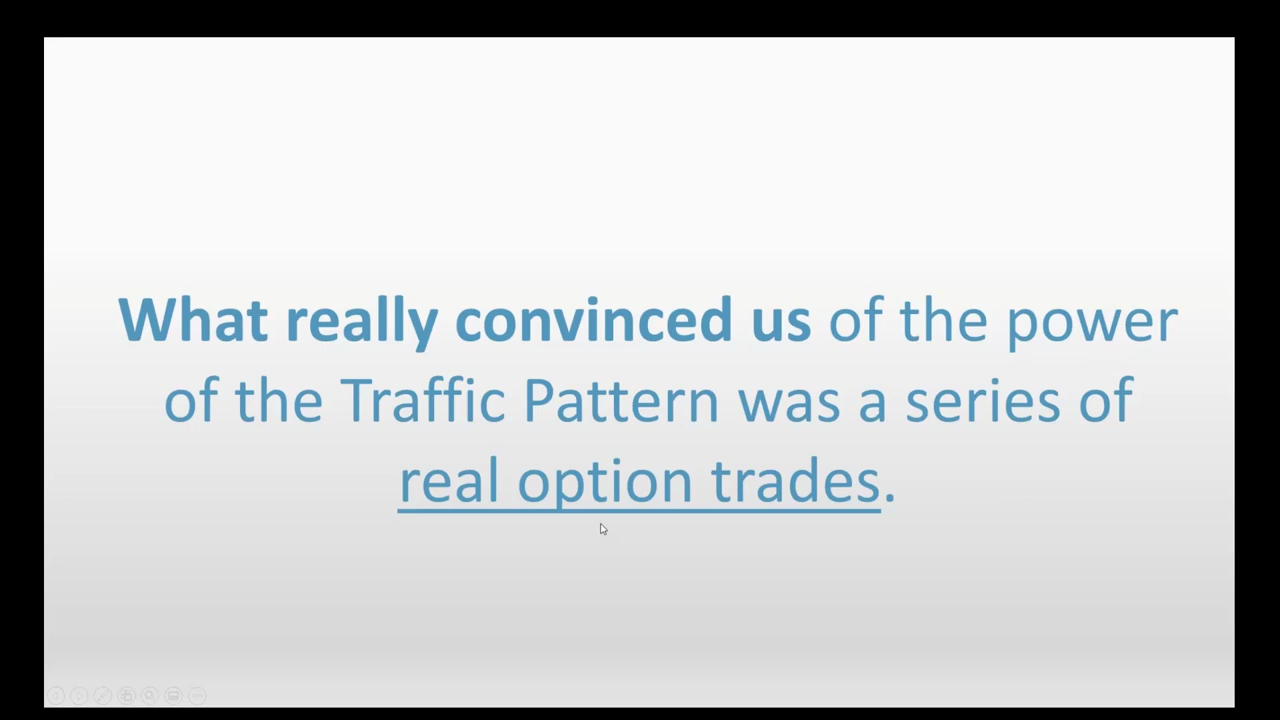 What really convinced us of the power
of the Traffic Pattern was a series of
real option trades.